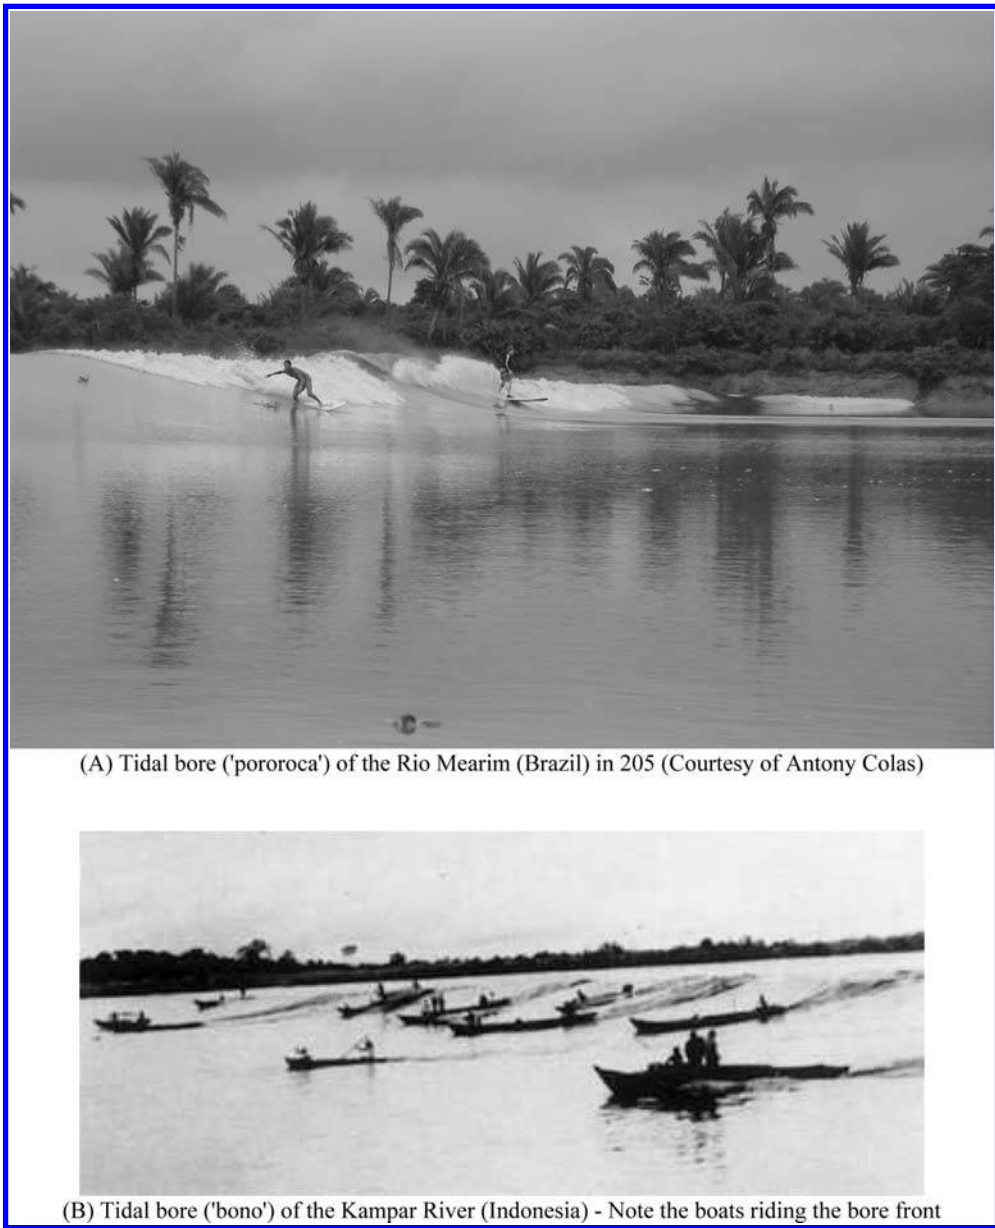 (A) Tidal bore ('pororoca') of the Rio Mearim (Brazil) in 205 (Courtesy of Antony Colas)
(B) Tidal bore ('bono') of the Kampar River (Indonesia) - Note the boats riding the bore front